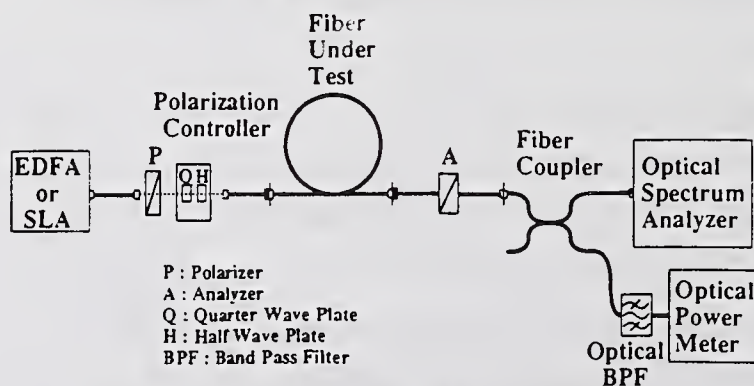 Fiber
Under
Test
Polarization
Controller
P
Q H
EDFA
or
SLA
A
Fiber
Coupler
Optical
Spectrum
Analyzer
P : Polarizer
A : Analyzer
Q : Quarter Wave Plate
H : Half Wave Plate
BPF : Band Pass Filter
Optical
BPF
Optical
Power
Meter